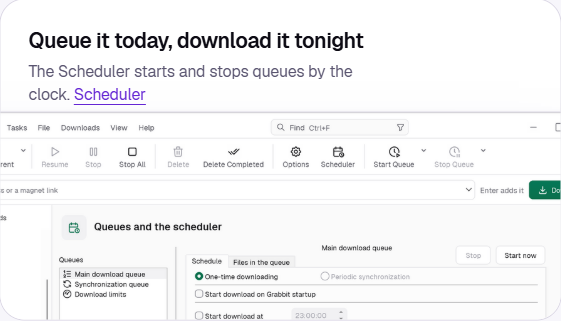 Queue it today, download it tonight
The Scheduler starts and stops queues by the
clock. Scheduler
Tasks File Downloads View Help
Find Ctrl+F
rent Resume Stop Stop All Delete Delete Completed Options Scheduler Start Queue Stop Queue
s or a magnet link
Enter adds it
Do
ds
Queues and the scheduler
Main download queue
Stop
Start now
Queues
Main download queue
Synchronization queue
Download limits
Schedule
Files in the queue
One-time downloading
Periodic synchronization
Start download on Grabbit startup
Start download at
23:00:00